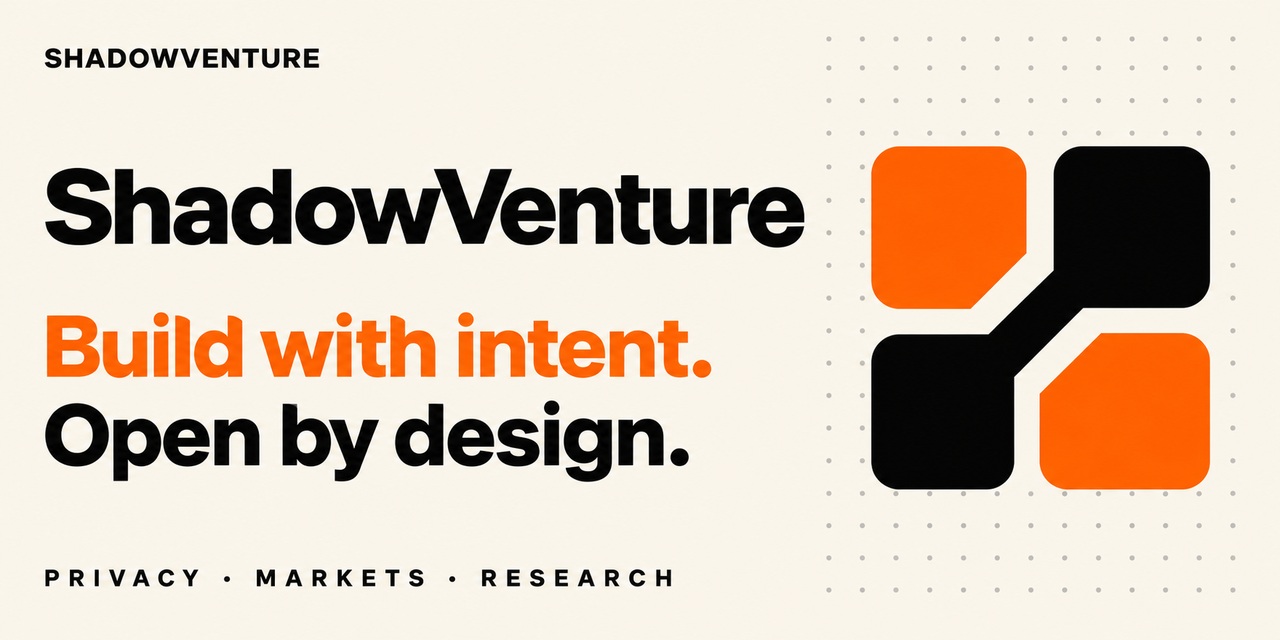 SHADOWVENTURE
ShadowVenture
Build with intent.
Open by design.
PRIVACY • MARKETS • RESEARCH